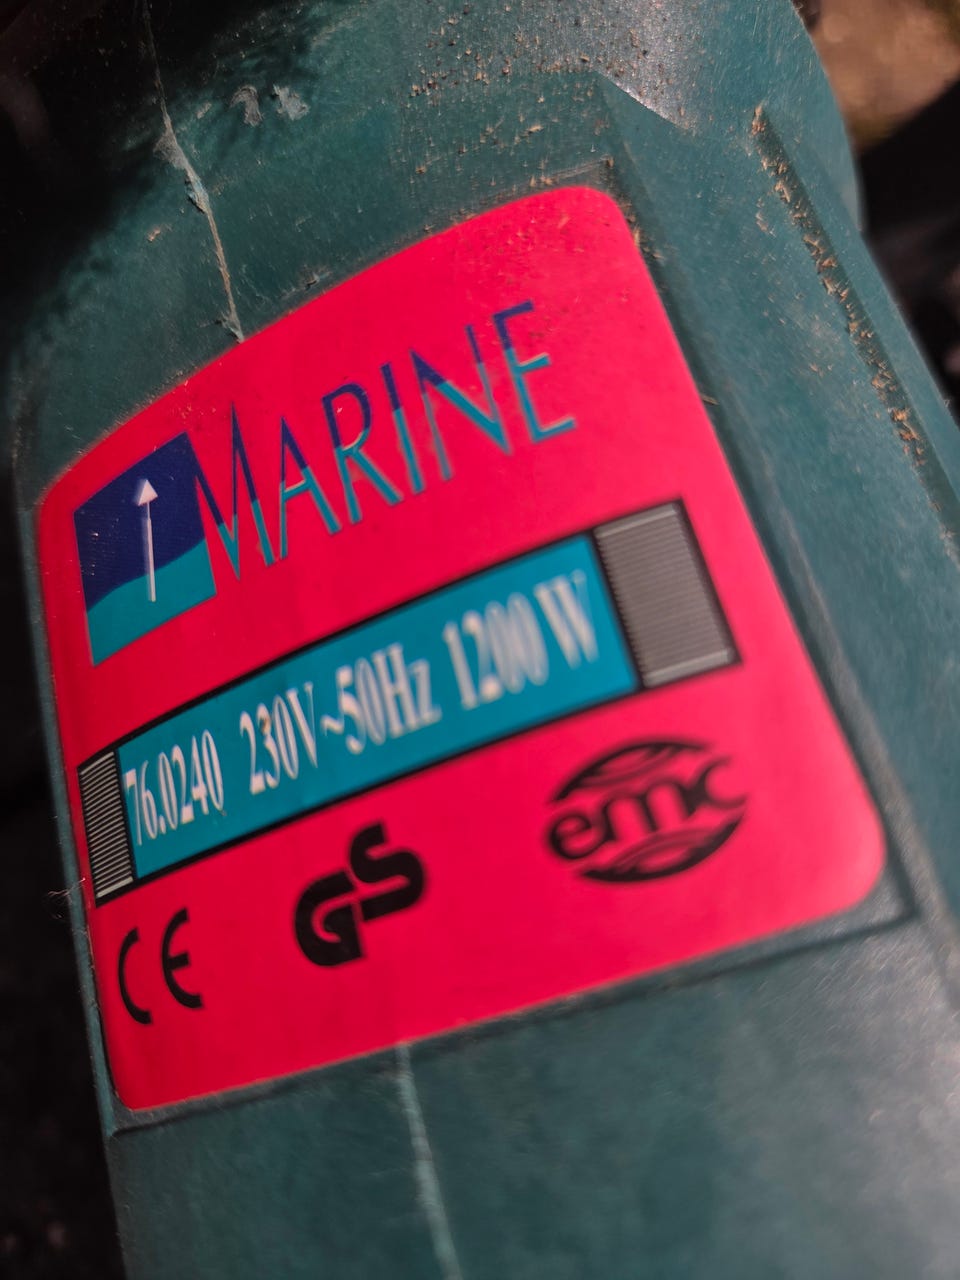 MARINE
76.0240 230V~50Hz 1200 W
CE GS emc